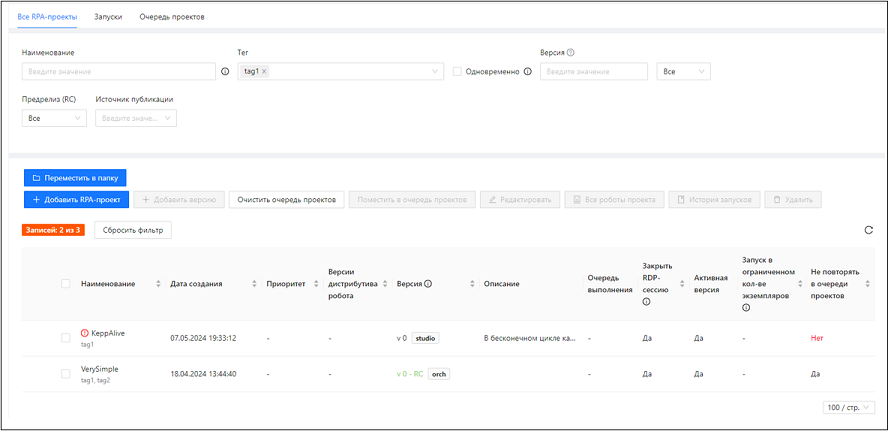 Все RPA-проекты Запуски Очередь проектов
Наименование Тег Версия
Введите значение tag1 Одновременно Введите значение Все
Предрелиз (RC) Источник публикации
Все Введите значе...
Переместить в папку
Добавить RPA-проект Добавить версию Очистить очередь проектов Поместить в очередь проектов Редактировать Все роботы проекта История запусков Удалить
Записей: 2 из 3 Сбросить фильтр
Наименование Дата создания Приоритет Версии дистрибутива робота Версия Описание Очередь выполнения Закрыть RDP-сессию Активная версия Запуск в ограниченном кол-ве экземпляров Не повторять в очереди проектов
KeppAlive 07.05.2024 19:33:12 - - v 0 studio В бесконечном цикле ка... - Да Да - Нет
tag1
VerySimple 18.04.2024 13:44:40 - - v 0 - RC orch - Да Да - Да
tag1, tag2
100 / стр.